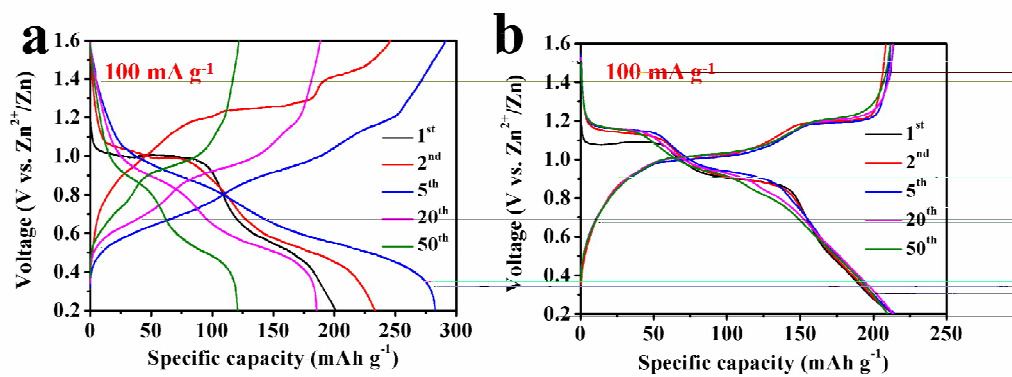 a
100 mA g-1
Voltage (V vs. Zn2+/Zn)
1.6
1.4
1.2
1.0
0.8
0.6
0.4
0.2
1st
2nd
5th
20th
50th
0 50 100 150 200 250 300
Specific capacity (mAh g-1)
b
100 mA g-1
Voltage (V vs. Zn2+/Zn)
1.6
1.4
1.2
1.0
0.8
0.6
0.4
0.2
1st
2nd
5th
20th
50th
0 50 100 150 200 250
Specific capacity (mAh g-1)